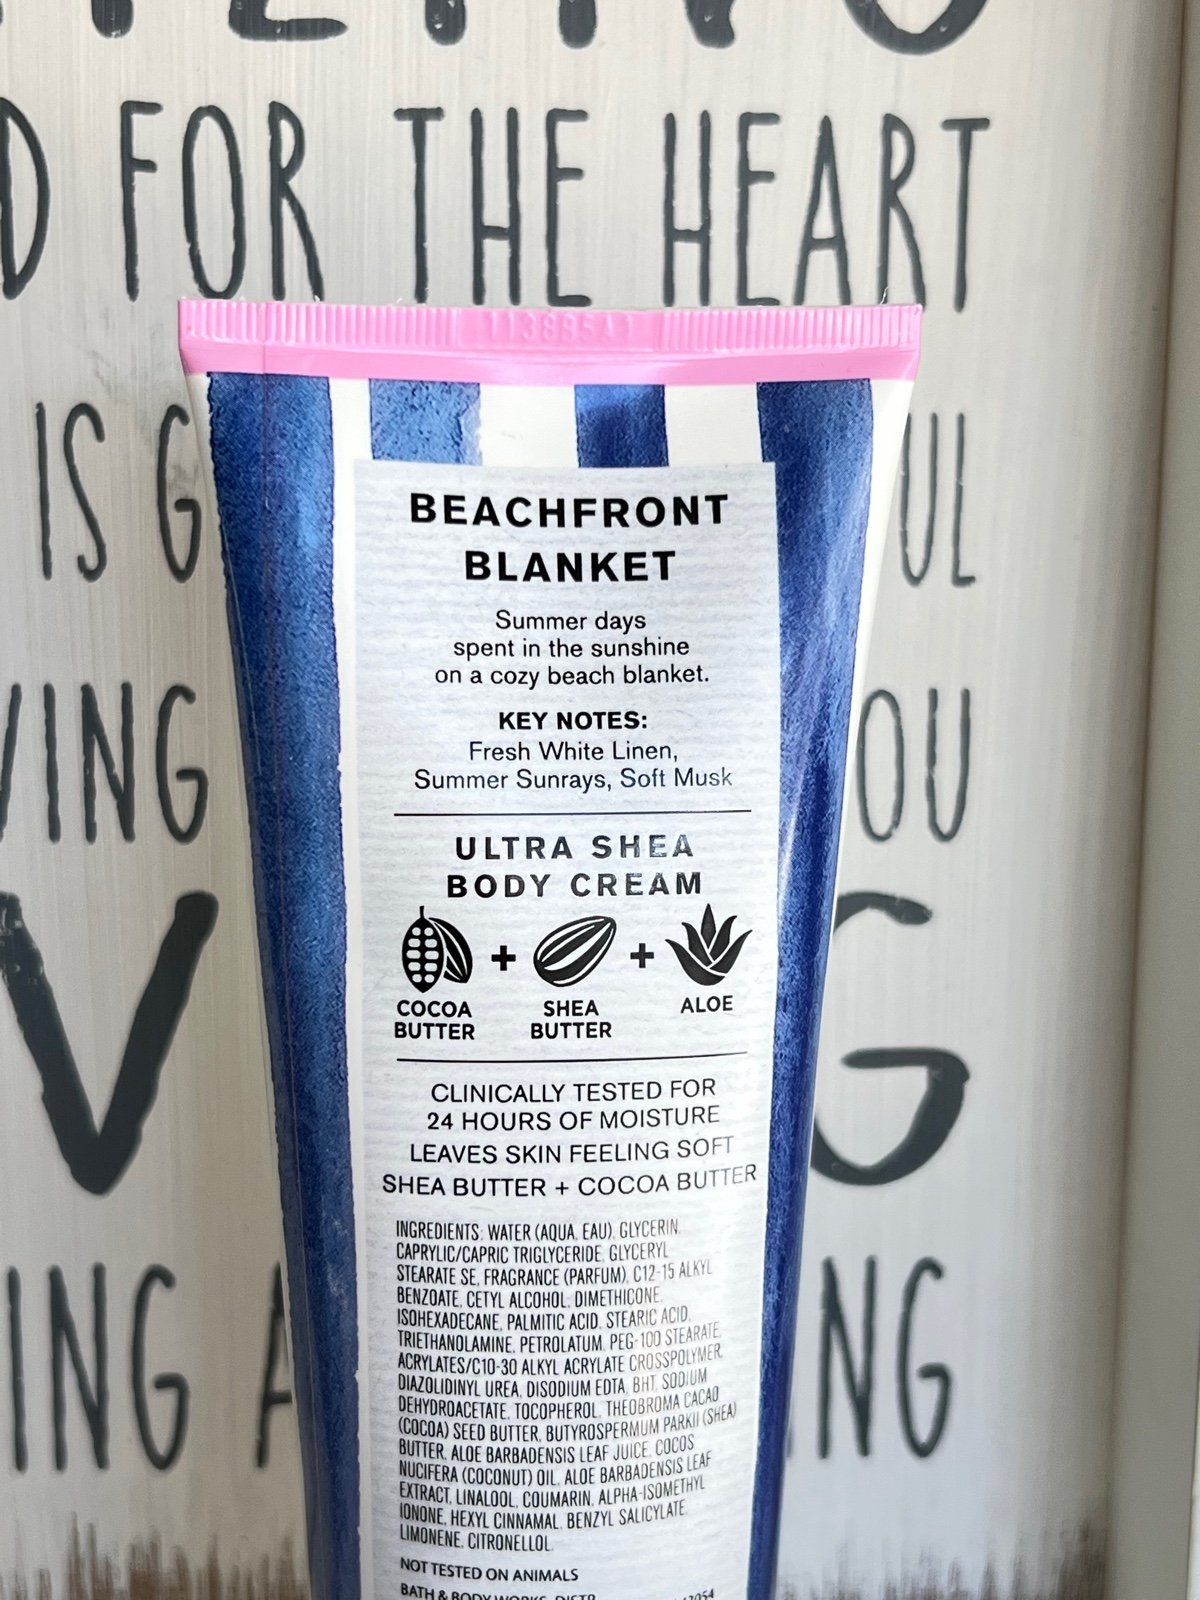 D FOR THE HEART
IS G UL
VING OU
V G
ING A NG
BEACHFRONT
BLANKET
Summer days
spent in the sunshine
on a cozy beach blanket.
KEY NOTES:
Fresh White Linen,
Summer Sunrays, Soft Musk
ULTRA SHEA
BODY CREAM
COCOA
BUTTER
+
SHEA
BUTTER
+
ALOE
CLINICALLY TESTED FOR
24 HOURS OF MOISTURE
LEAVES SKIN FEELING SOFT
SHEA BUTTER + COCOA BUTTER
INGREDIENTS: WATER (AQUA, EAU), GLYCERIN,
CAPRYLIC/CAPRIC TRIGLYCERIDE, GLYCERYL
STEARATE SE, FRAGRANCE (PARFUM), C12-15 ALKYL
BENZOATE, CETYL ALCOHOL, DIMETHICONE,
ISOHEXADECANE, PALMITIC ACID, STEARIC ACID,
TRIETHANOLAMINE, PETROLATUM, PEG-100 STEARATE,
ACRYLATES/C10-30 ALKYL ACRYLATE CROSSPOLYMER,
DIAZOLIDINYL UREA, DISODIUM EDTA, BHT, SODIUM
DEHYDROACETATE, TOCOPHEROL, THEOBROMA CACAO
(COCOA) SEED BUTTER, BUTYROSPERMUM PARKII (SHEA)
BUTTER, ALOE BARBADENSIS LEAF JUICE, COCOS
NUCIFERA (COCONUT) OIL, ALOE BARBADENSIS LEAF
EXTRACT, LINALOOL, COUMARIN, ALPHA-ISOMETHYL
IONONE, HEXYL CINNAMAL, BENZYL SALICYLATE,
LIMONENE, CITRONELLOL.
NOT TESTED ON ANIMALS
BATH & BODY WORKS, DISTR.